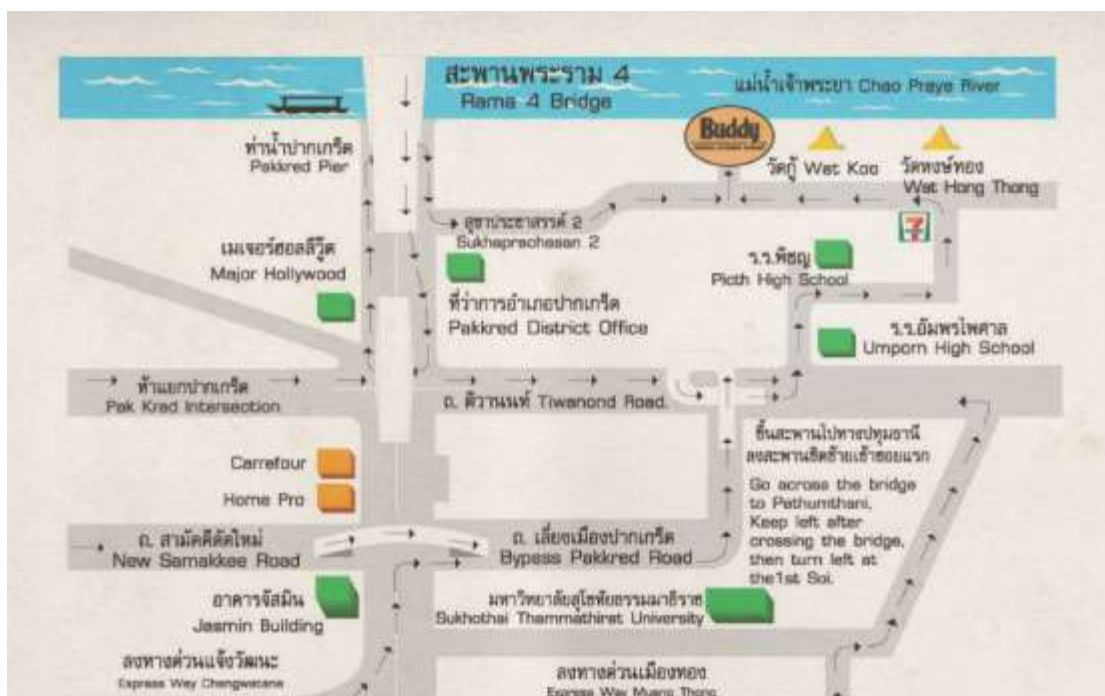 สะพานพระราม 4
Rama 4 Bridge
แม่น้ำเจ้าพระยา Chao Praya River
ท่าน้ำปากเกร็ด
Pakkred Pier
Buddy
วัดกู้ Wat Koo
วัดหงษ์ทอง
Wat Hong Thong
สุขาประชาสรรค์ 2
Sukhaprachasan 2
7
เมเจอร์ฮอลลีวู้ด
Major Hollywood
ร.ร.พิชญ
Picth High School
ที่ว่าการอำเภอปากเกร็ด
Pakkred District Office
ร.ร.อัมพรไพศาล
Umporn High School
ห้าแยกปากเกร็ด
Pak Kred Intersection
ถ. ติวานนท์ Tiwanond Road.
ขึ้นสะพานไปทางปทุมธานี
ลงสะพานชิดซ้ายเข้าซอยแรก
Go across the bridge
to Pathumthani,
Keep left after
crossing the bridge,
then turn left at
the1st Soi.
Carrefour
Home Pro
ถ. สามัคคีตัดใหม่
New Samakkee Road
ถ. เลี่ยงเมืองปากเกร็ด
Bypass Pakkred Road
อาคารจัสมิน
Jasmin Building
มหาวิทยาลัยสุโขทัยธรรมาธิราช
Sukhothai Thammathirat University
ลงทางด่วนแจ้งวัฒนะ
Express Way Changwatana
ลงทางด่วนเมืองทอง
Express Way Muang Thong